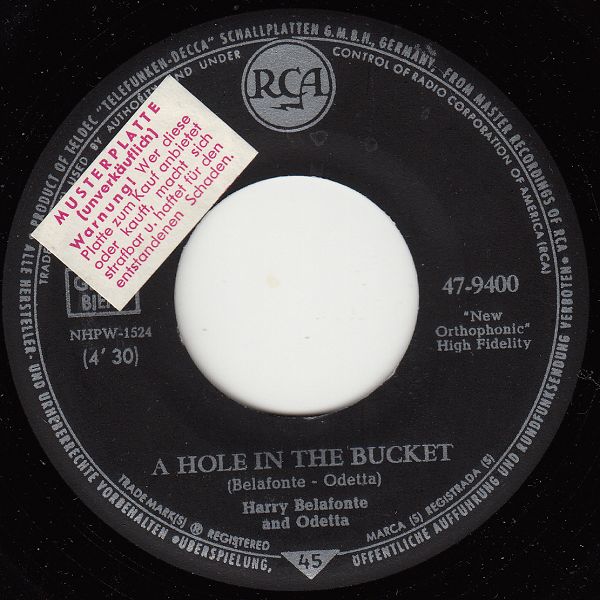 PRODUCT OF TELDEC "TELEFUNKEN-DECCA" SCHALLPLATTEN G.M.B.H., GERMANY, FROM MASTER RECORDINGS OF RCA
USED BY AUTHORITY AND UNDER CONTROL OF RADIO CORPORATION OF AMERICA (RCA)
RCA
MUSTERPLATTE
(unverkäuflich)
Warnung! Wer diese
Platte zum Kauf anbietet
oder kauft, macht sich
strafbar u. haftet für den
entstandenen Schaden.
BIEM
NHPW-1524
(4' 30)
47-9400
"New
Orthophonic"
High Fidelity
A HOLE IN THE BUCKET
(Belafonte - Odetta)
Harry Belafonte
and Odetta
TRADEMARK(S) ® REGISTERED
MARCA (S) REGISTRADA (S)
45
ALLE HERSTELLER- UND URHEBERRECHTE VORBEHALTEN • ÜBERSPIELUNG, ÖFFENTLICHE AUFFÜHRUNG UND RUNDFUNKSENDUNG VERBOTEN